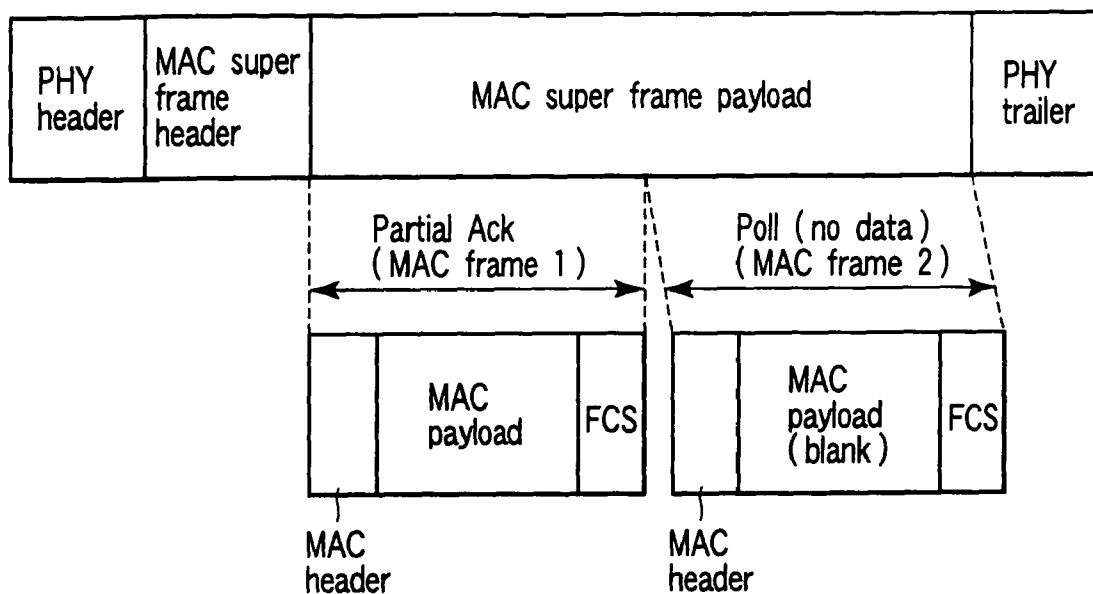 PHY
header
MAC super
frame
header
MAC super frame payload
PHY
trailer
Partial Ack
(MAC frame 1)
Poll (no data)
(MAC frame 2)
MAC
payload
FCS
MAC
payload
(blank)
FCS
MAC
header
MAC
header